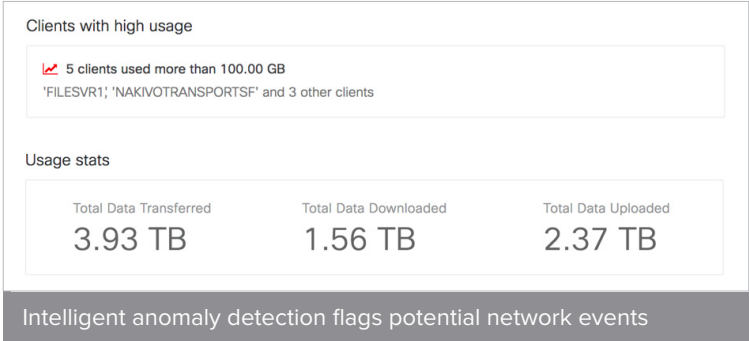 Clients with high usage
5 clients used more than 100.00 GB
'FILESVR1', 'NAKIVOTRANSPORTSF' and 3 other clients
Usage stats
Total Data Transferred Total Data Downloaded Total Data Uploaded
3.93 TB 1.56 TB 2.37 TB
Intelligent anomaly detection flags potential network events